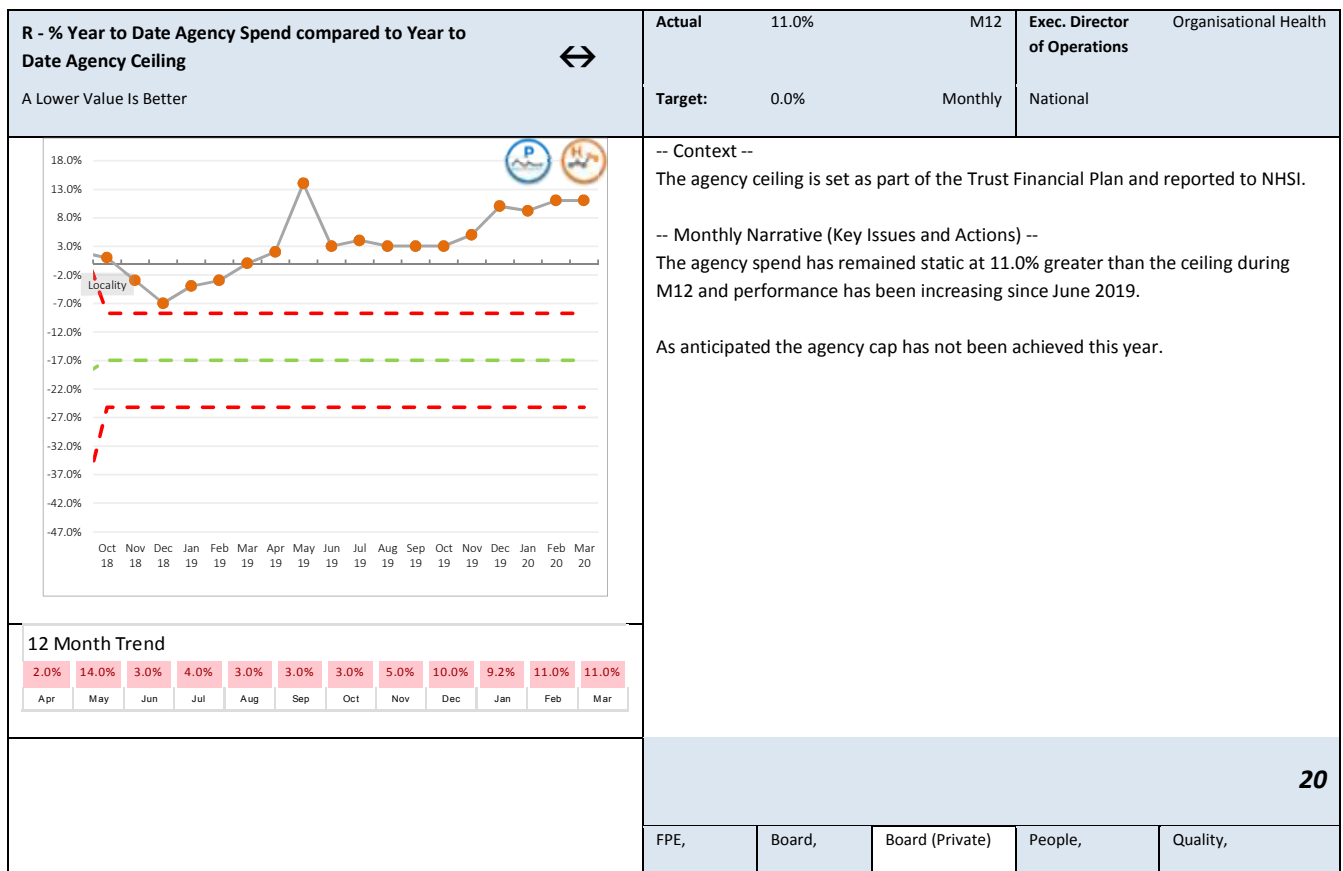 R - % Year to Date Agency Spend compared to Year to
Date Agency Ceiling
A Lower Value Is Better
Actual 11.0% M12
Target: 0.0% Monthly
Exec. Director Organisational Health
of Operations
National
18.0%
13.0%
8.0%
3.0%
-2.0%
-7.0%
-12.0%
-17.0%
-22.0%
-27.0%
-32.0%
-37.0%
-42.0%
-47.0%
P
H
Locality
Oct Nov Dec Jan Feb Mar Apr May Jun Jul Aug Sep Oct Nov Dec Jan Feb Mar
18 18 18 19 19 19 19 19 19 19 19 19 19 19 19 20 20 20
-- Context --
The agency ceiling is set as part of the Trust Financial Plan and reported to NHSI.
-- Monthly Narrative (Key Issues and Actions) --
The agency spend has remained static at 11.0% greater than the ceiling during
M12 and performance has been increasing since June 2019.
As anticipated the agency cap has not been achieved this year.
12 Month Trend
2.0% 14.0% 3.0% 4.0% 3.0% 3.0% 3.0% 5.0% 10.0% 9.2% 11.0% 11.0%
Apr May Jun Jul Aug Sep Oct Nov Dec Jan Feb Mar
20
FPE, Board, Board (Private) People, Quality,